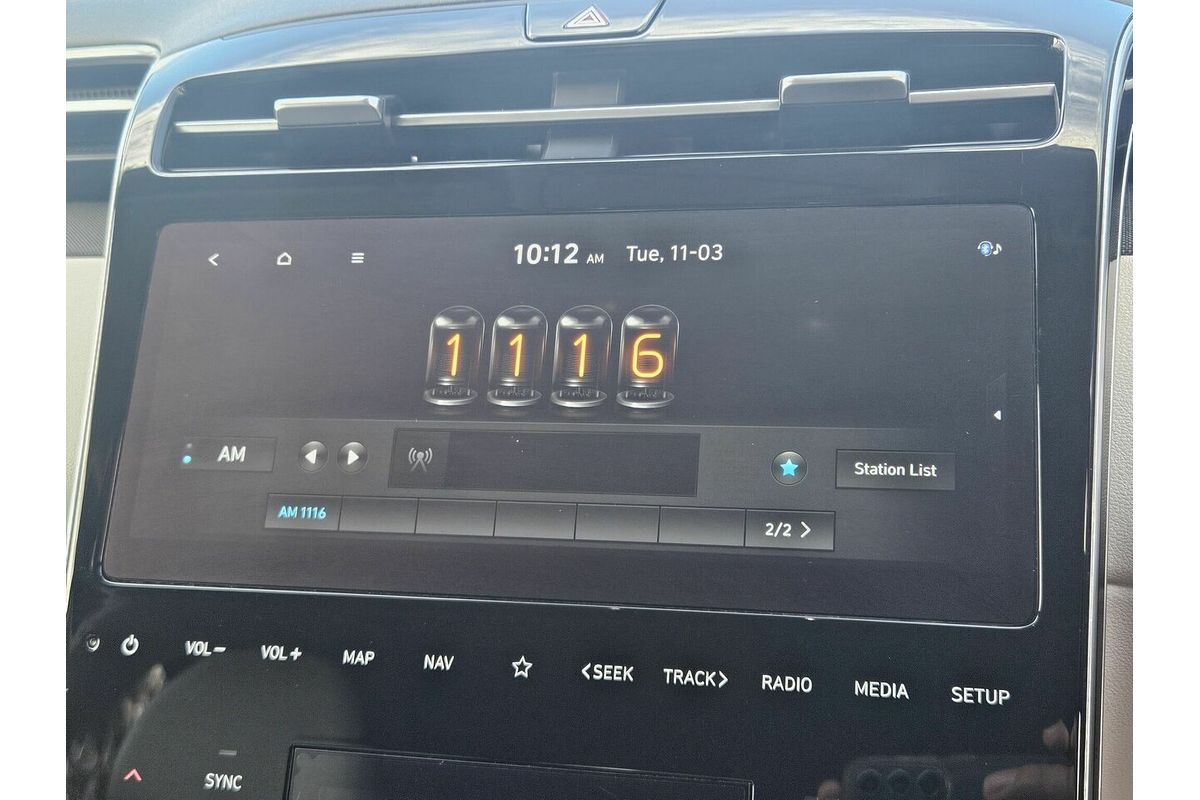 10:12 AM Tue, 11-03
1116
AM
Station List
AM 1116
2/2 >
VOL− VOL+ MAP NAV <SEEK TRACK> RADIO MEDIA SETUP
SYNC